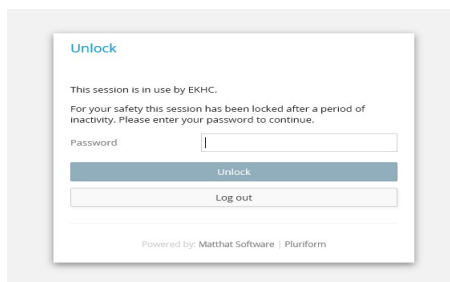 Unlock
This session is in use by EKHC.
For your safety this session has been locked after a period of
inactivity. Please enter your password to continue.
Password
Unlock
Log out
Powered by: Matthat Software | Pluriform